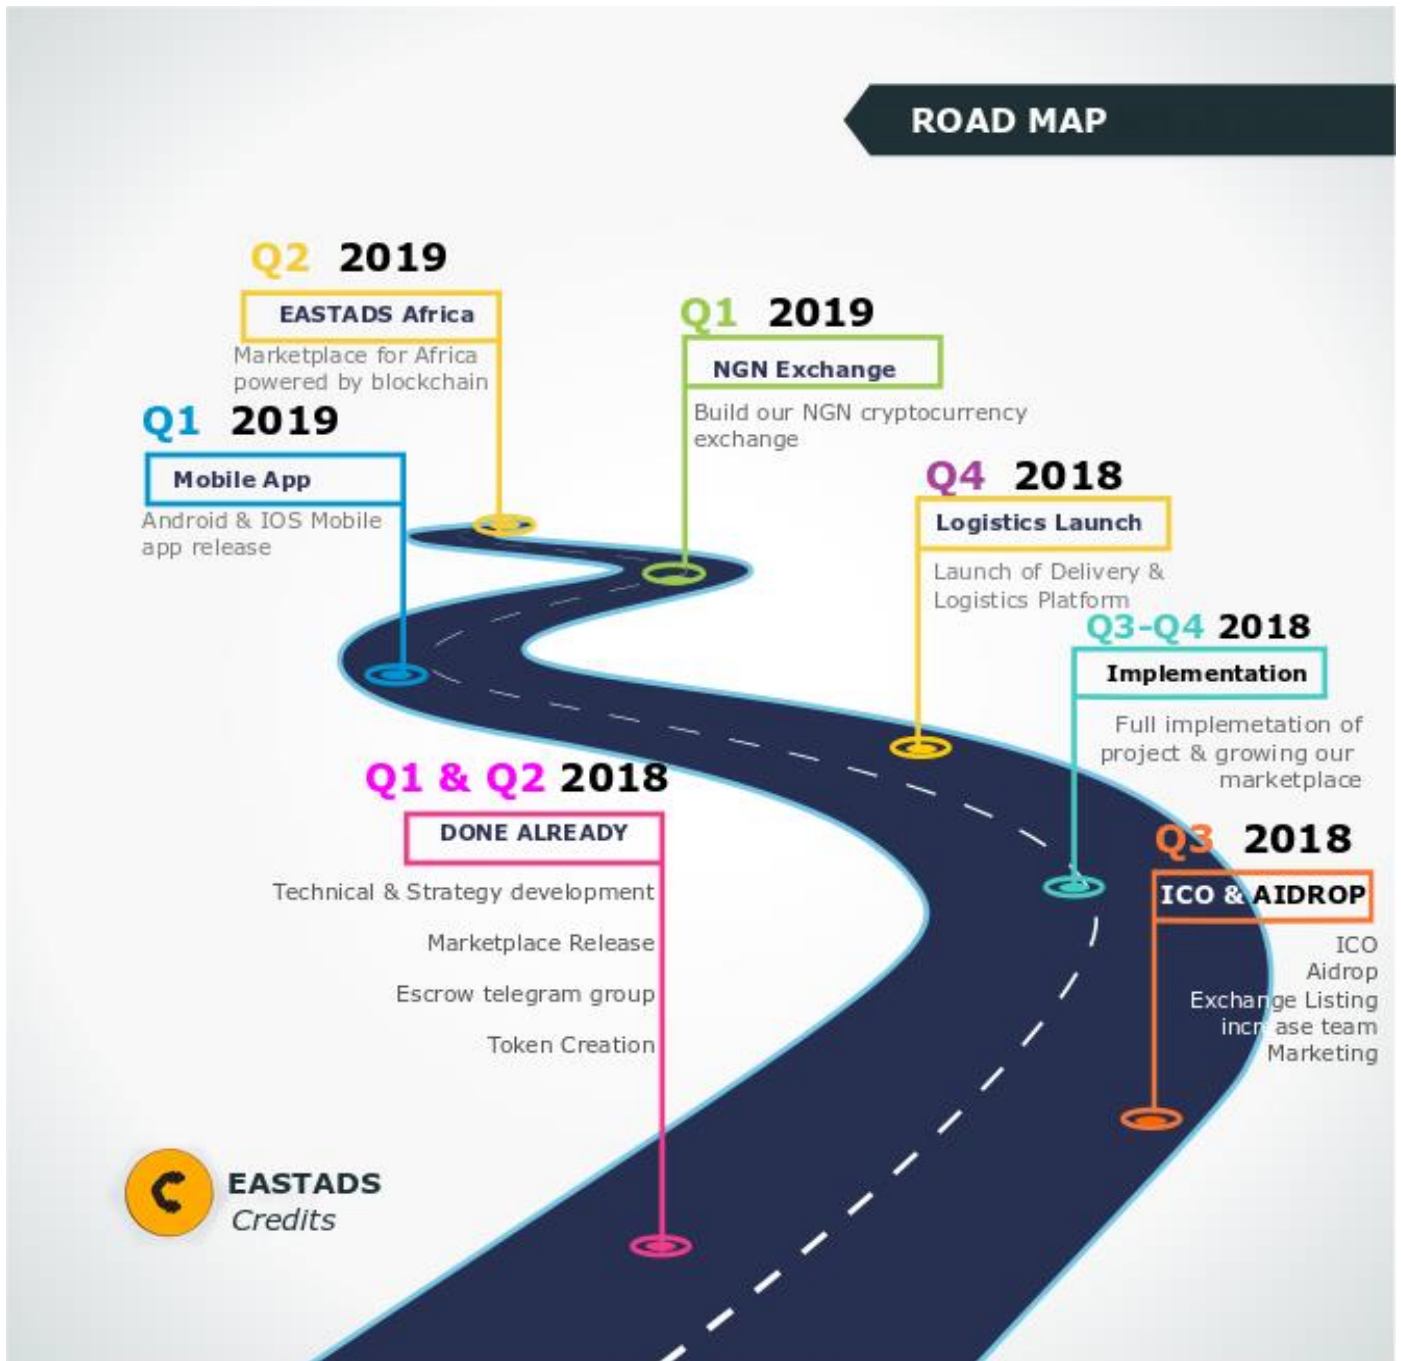 ROAD MAP
Q2 2019
EASTADS Africa
Marketplace for Africa
powered by blockchain
Q1 2019
NGN Exchange
Build our NGN cryptocurrency
exchange
Q1 2019
Mobile App
Android & IOS Mobile
app release
Q4 2018
Logistics Launch
Launch of Delivery &
Logistics Platform
Q3-Q4 2018
Implementation
Full implemetation of
project & growing our
marketplace
Q1 & Q2 2018
DONE ALREADY
Technical & Strategy development
Marketplace Release
Escrow telegram group
Token Creation
Q3 2018
ICO & AIDROP
ICO
Aidrop
Exchange Listing
increase team
Marketing
C
EASTADS
Credits